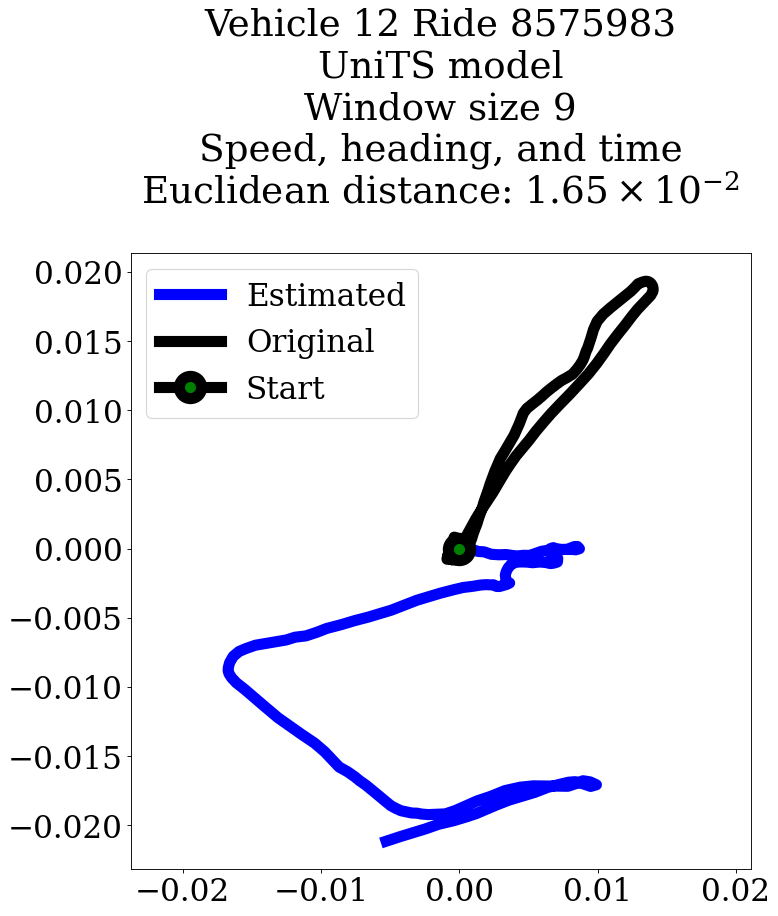 Vehicle 12 Ride 8575983
UniTS model
Window size 9
Speed, heading, and time
Euclidean distance: 1.65 × 10⁻²
Estimated
Original
Start
0.020
0.015
0.010
0.005
0.000
−0.005
−0.010
−0.015
−0.020
−0.02 −0.01 0.00 0.01 0.02